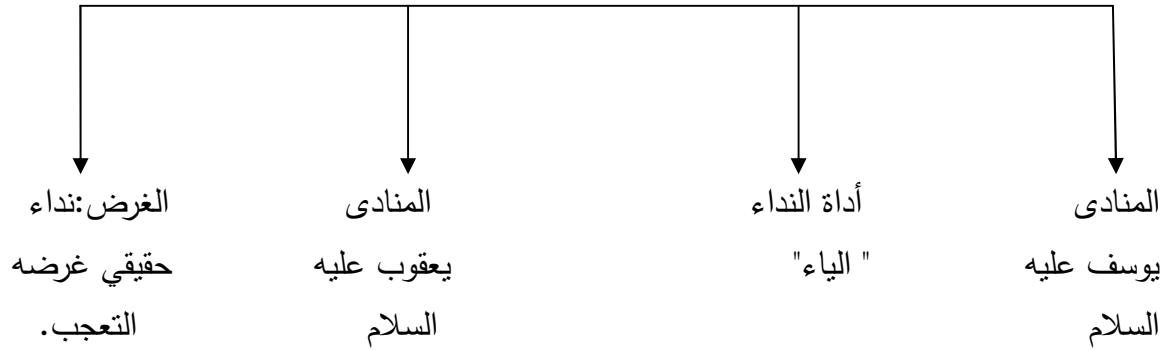 المنادى
يوسف عليه
السلام
أداة النداء
" الياء"
المنادى
يعقوب عليه
السلام
الغرض:نداء
حقيقي غرضه
التعجب.